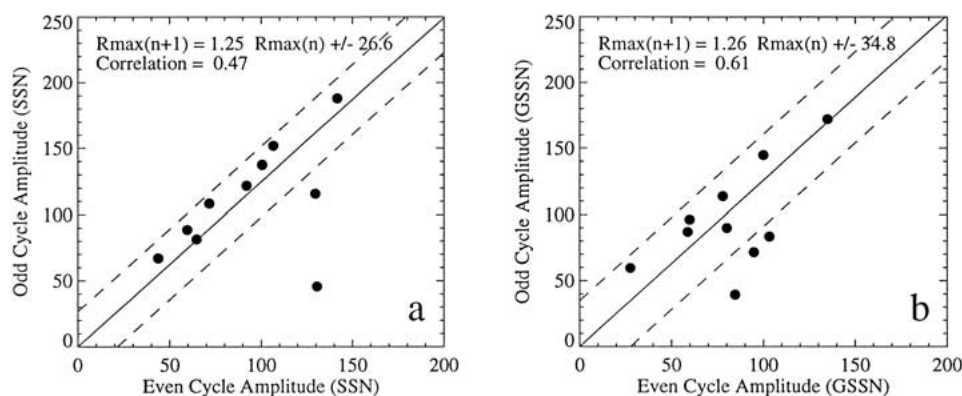 Rmax(n+1) = 1.25 Rmax(n) +/- 26.6
Correlation = 0.47
250
200
150
100
50
0
Odd Cycle Amplitude (SSN)
0 50 100 150 200
Even Cycle Amplitude (SSN)
a
Rmax(n+1) = 1.26 Rmax(n) +/- 34.8
Correlation = 0.61
250
200
150
100
50
0
Odd Cycle Amplitude (GSSN)
0 50 100 150 200
Even Cycle Amplitude (GSSN)
b